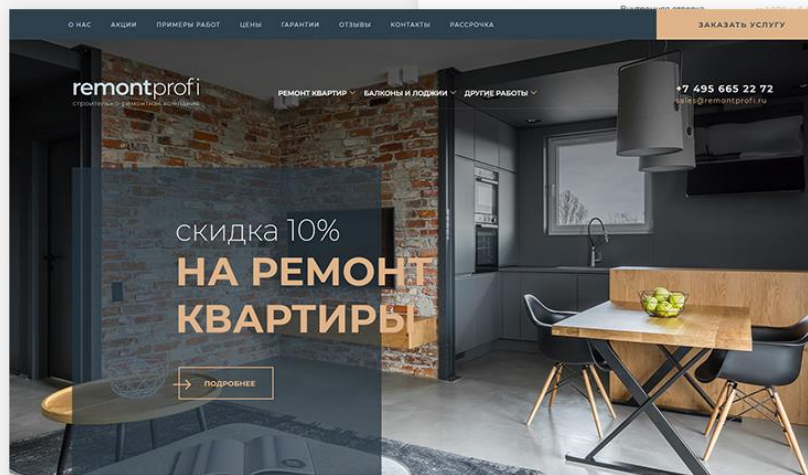 О НАС АКЦИИ ПРИМЕРЫ РАБОТ ЦЕНЫ ГАРАНТИИ ОТЗЫВЫ КОНТАКТЫ РАССРОЧКА ЗАКАЗАТЬ УСЛУГУ
remontprofi
строительно-ремонтная компания
РЕМОНТ КВАРТИР БАЛКОНЫ И ЛОДЖИИ ДРУГИЕ РАБОТЫ
+7 495 665 22 72
sales@remontprofi.ru
скидка 10%
НА РЕМОНТ
КВАРТИРЫ
ПОДРОБНЕЕ